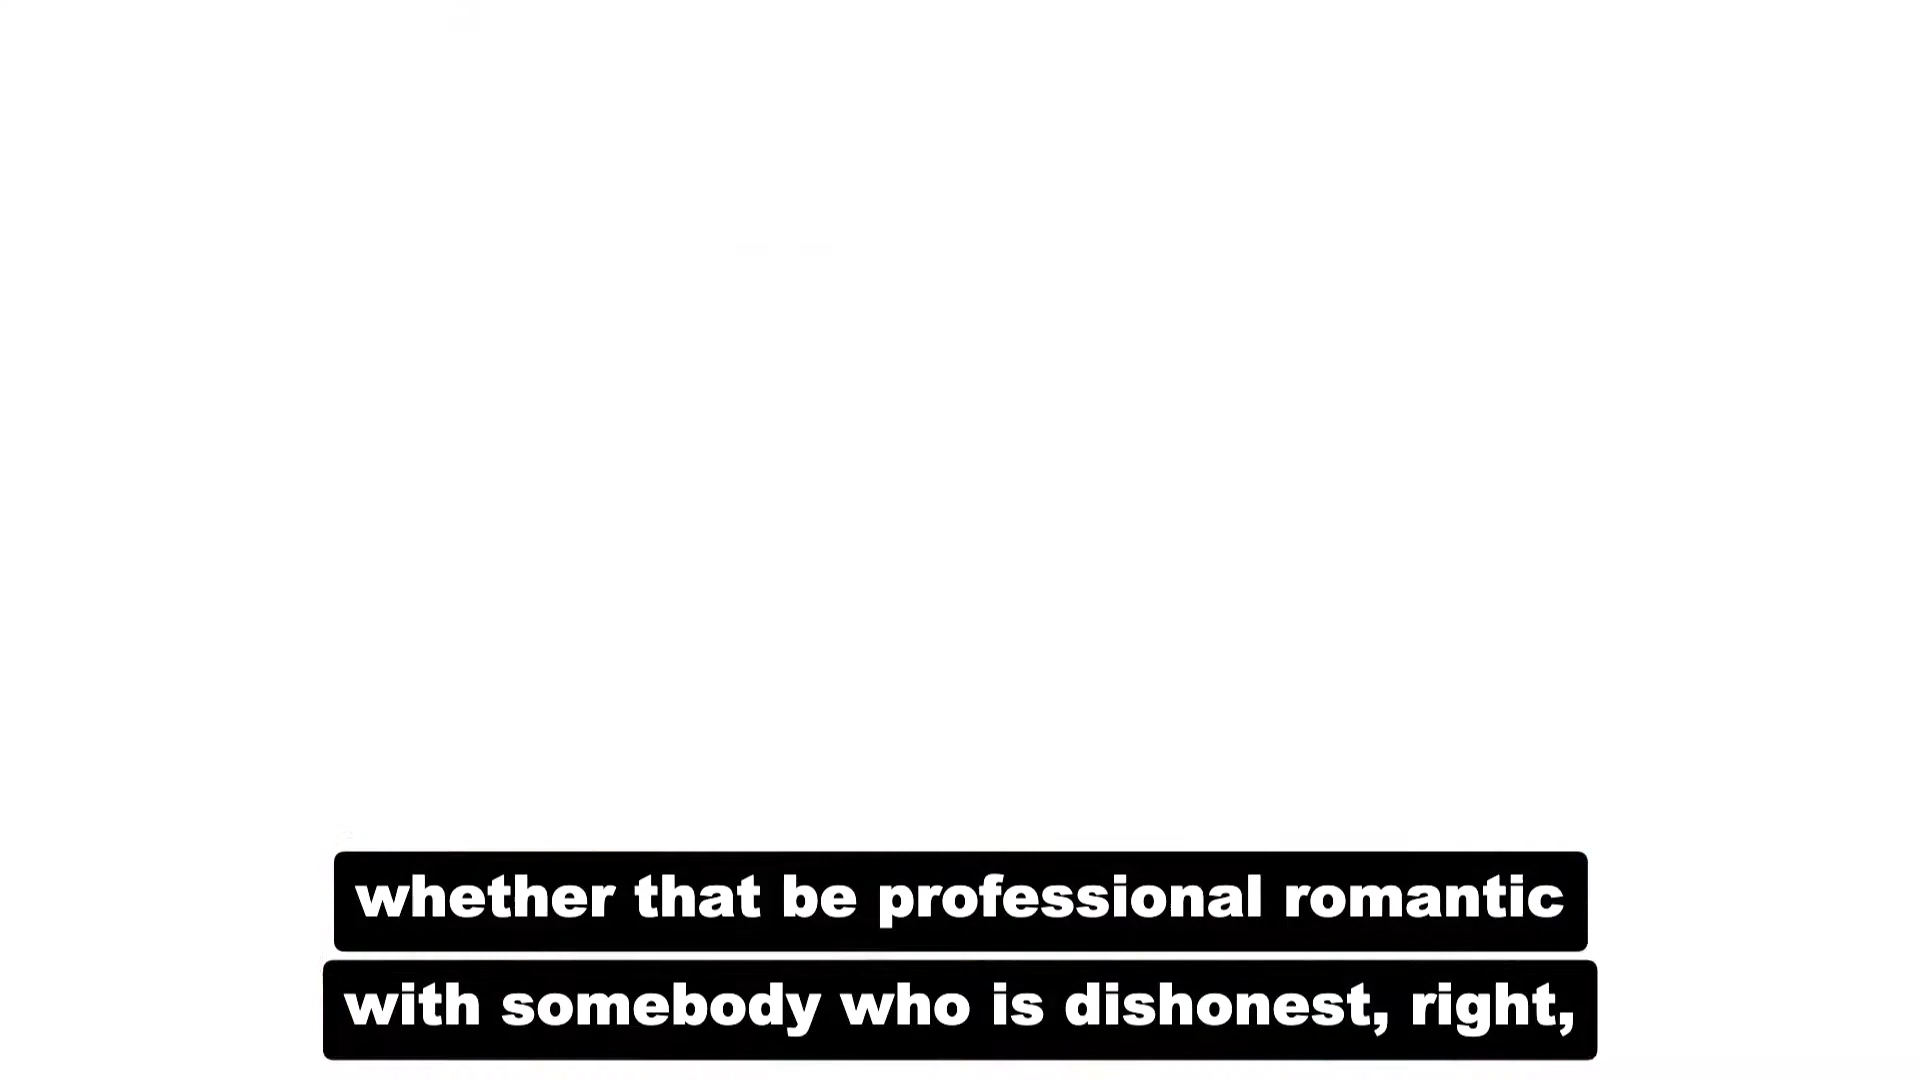 whether that be professional romantic
with somebody who is dishonest, right,